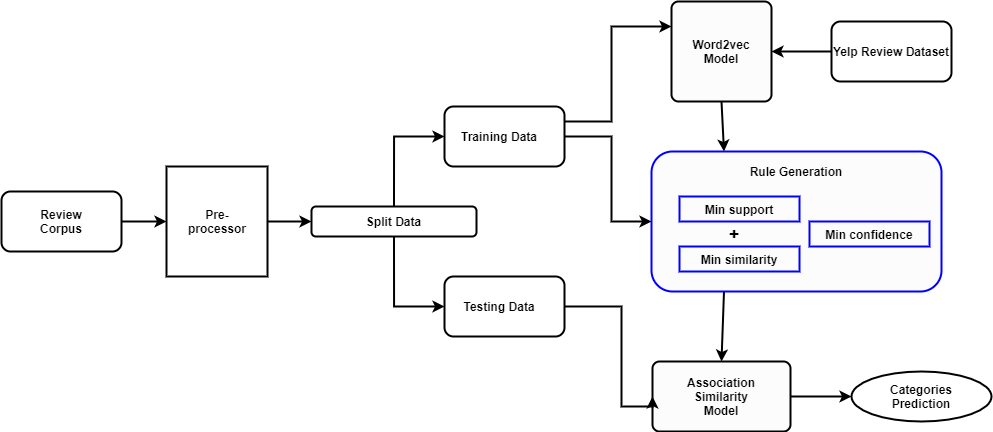 Review
Corpus
Pre-
processor
Split Data
Training Data
Testing Data
Word2vec
Model
Yelp Review Dataset
Rule Generation
Min support
+
Min similarity
Min confidence
Association
Similarity
Model
Categories
Prediction